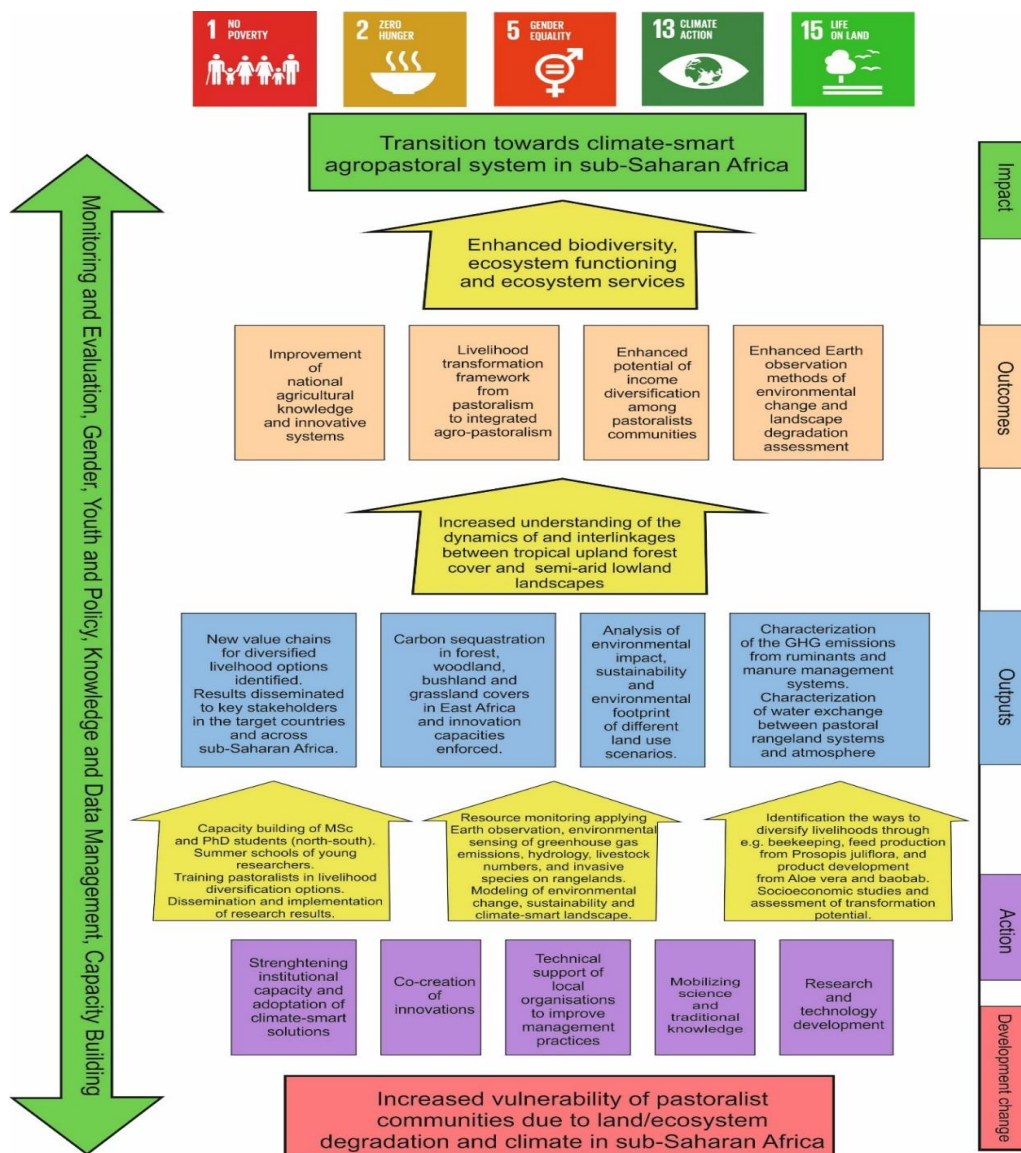 1 NO
POVERTY
2 ZERO
HUNGER
5 GENDER
EQUALITY
13 CLIMATE
ACTION
15 LIFE
ON LAND
Transition towards climate-smart
agropastoral system in sub-Saharan Africa
Enhanced biodiversity,
ecosystem functioning
and ecosystem services
Improvement
of
national
agricultural
knowledge
and innovative
systems
Livelihood
transformation
framework
from
pastoralism
to integrated
agro-pastoralism
Enhanced
potential of
income
diversification
among
pastoralists
communities
Enhanced Earth
observation
methods of
environmental
change and
landscape
degradation
assessment
Increased understanding of the
dynamics of and interlinkages
between tropical upland forest
cover and semi-arid lowland
landscapes
New value chains
for diversified
livelhood options
identified.
Results disseminated
to key stakeholders
in the target countries
and across
sub-Saharan Africa.
Carbon sequastration
in forest,
woodland,
bushland and
grassland covers
in East Africa
and innovation
capacities
enforced.
Analysis of
environmental
impact,
sustainability
and
environmental
footprint
of different
land use
scenarios.
Characterization
of the GHG emissions
from ruminants and
manure management
systems.
Characterization
of water exchange
between pastoral
rangeland systems
and atmosphere
Capacity building of MSc
and PhD students (north-south).
Summer schools of young
researchers.
Training pastoralists in livelihood
diversification options.
Dissemination and implementation
of research results.
Resource monitoring applying
Earth observation, environmental
sensing of greenhouse gas
emissions, hydrology, livestock
numbers, and invasive
species on rangelands.
Modeling of environmental
change, sustainability and
climate-smart landscape.
Identification the ways to
diversify livelihoods through
e.g. beekeeping, feed production
from Prosopis juliflora, and
product development
from Aloe vera and baobab.
Socioeconomic studies and
assessment of transformation
potential.
Strenghtening
institutional
capacity and
adoptation of
climate-smart
solutions
Co-creation
of
innovations
Technical
support of
local
organisations
to improve
management
practices
Mobilizing
science and
traditional
knowledge
Research
and
technology
development
Increased vulnerability of pastoralist
communities due to land/ecosystem
degradation and climate in sub-Saharan Africa
Monitoring and Evaluation, Gender, Youth and Policy, Knowledge and Data Management, Capacity Building
Impact
Outcomes
Outputs
Action
Development change